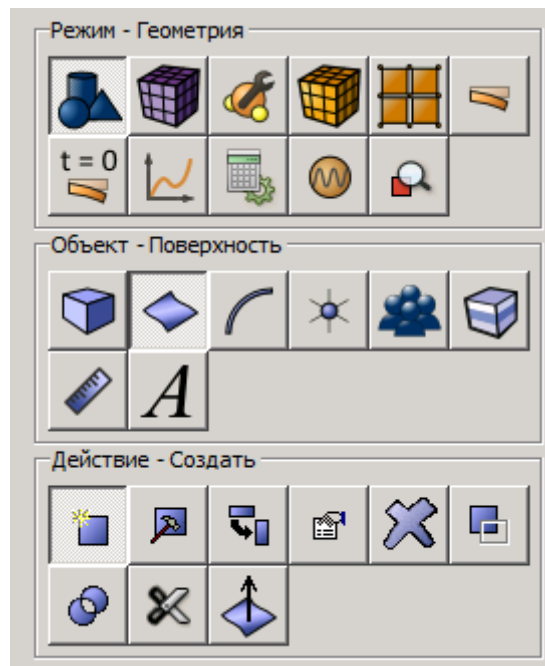 Режим - Геометрия
t = 0
Объект - Поверхность
A
Действие - Создать